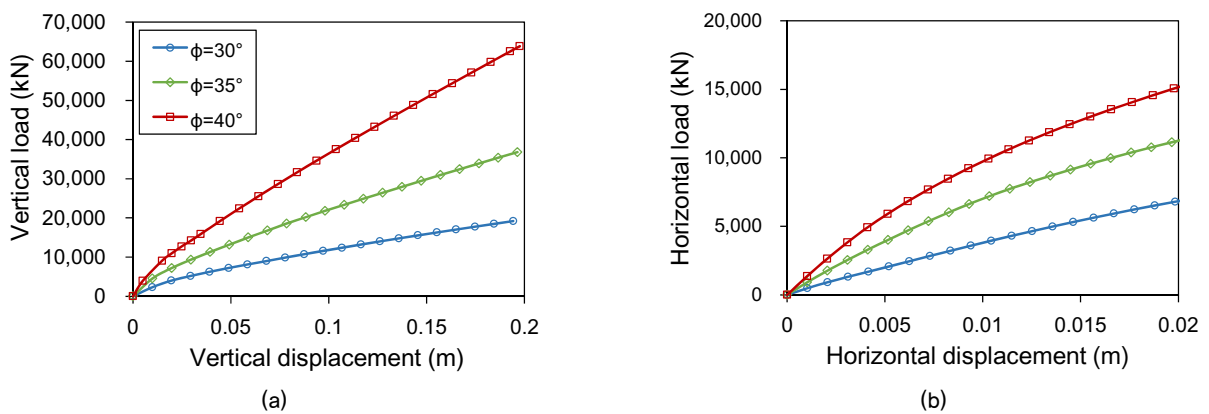 70,000
60,000
50,000
40,000
30,000
20,000
10,000
0
Vertical load (kN)
ϕ=30°
ϕ=35°
ϕ=40°
0 0.05 0.1 0.15 0.2
Vertical displacement (m)
(a)
20,000
15,000
10,000
5,000
0
Horizontal load (kN)
0 0.005 0.01 0.015 0.02
Horizontal displacement (m)
(b)